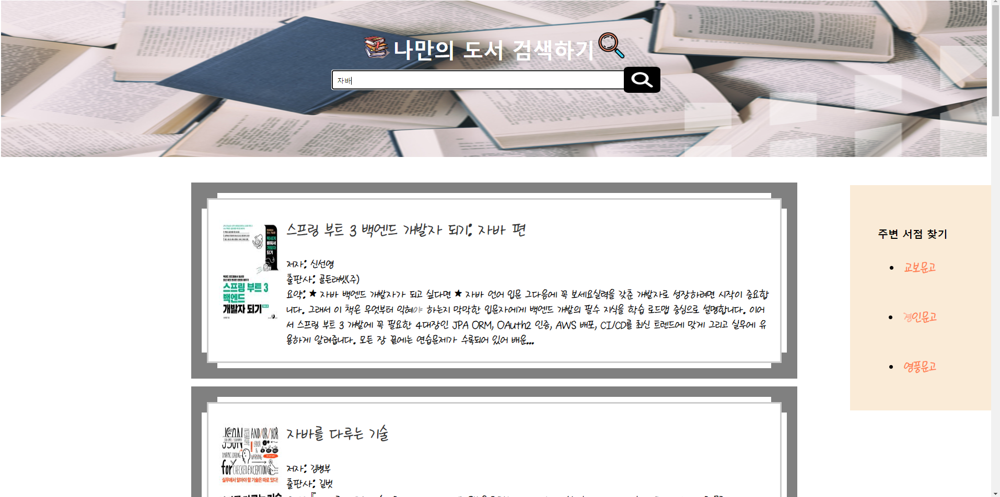 나만의 도서 검색하기
자바
스프링 부트 3 백엔드 개발자 되기: 자바 편
저자: 신선영
출판사: 골든래빗(주)
요약: ★ 자바 백엔드 개발자가 되고 싶다면 ★ 자바 언어 입문 그다음에 꼭 보세요실력을 갖춘 개발자로 성장하려면 시작이 중요합
니다. 그래서 이 책은 무엇부터 익혀야 하는지 막막한 입문자에게 백엔드 개발의 필수 지식을 학습 로드맵 중심으로 설명합니다. 이어
서 스프링 부트 3 개발에 꼭 필요한 4대장인 JPA ORM, OAuth2 인증, AWS 배포, CI/CD를 최신 트렌드에 맞게 그리고 실무에 유
용하게 알려줍니다. 모든 장 끝에는 연습문제가 수록되어 있어 배운...
되기
스프링 부트 3
백엔드
개발자 되기
주변 서점 찾기
교보문고
경인문고
영풍문고
자바를 다루는 기술
저자: 김병부
출판사: 길벗
JSON
AND/OR/XOR
INTERRUPT
ERROR
&
WARNING
DYNAMIC LOADING
for
CHECKEDEXCEPTION
실무에서 알아야 할 기술은 따로 있다!